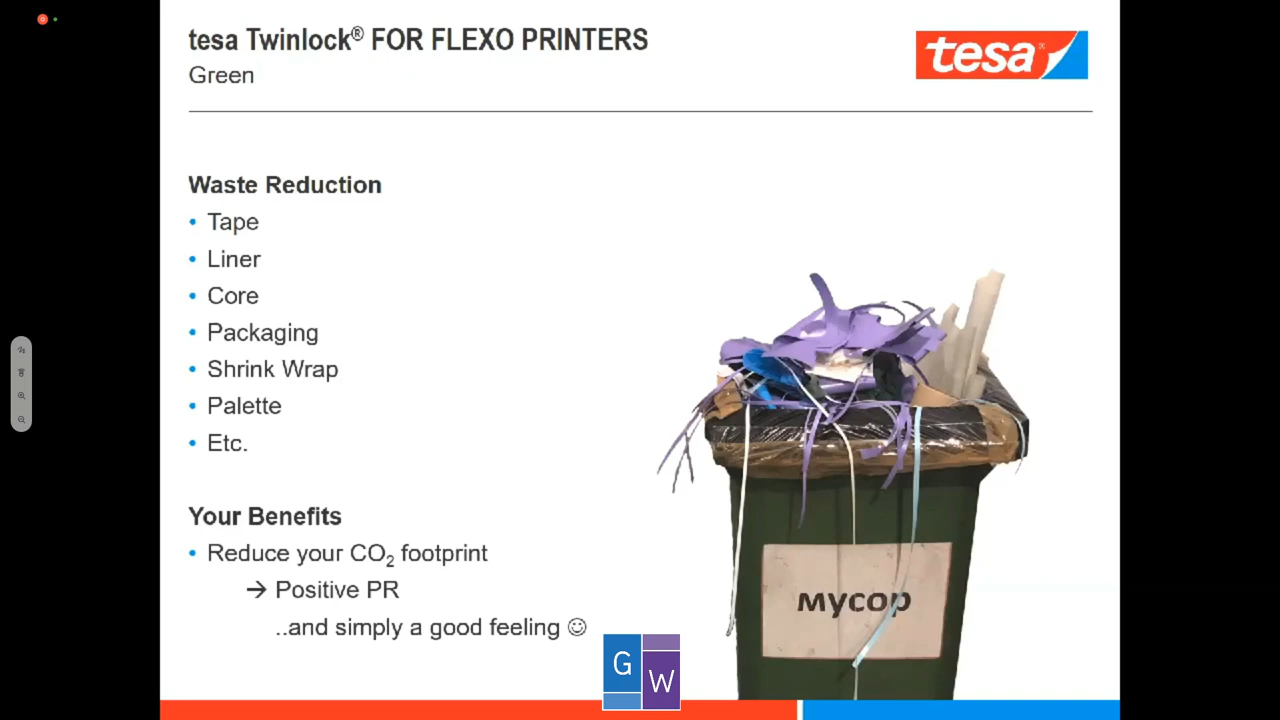 tesa Twinlock® FOR FLEXO PRINTERS
Green
tesa
Waste Reduction
• Tape
• Liner
• Core
• Packaging
• Shrink Wrap
• Palette
• Etc.
Your Benefits
• Reduce your CO₂ footprint
→ Positive PR
..and simply a good feeling ☺
мусор
G W